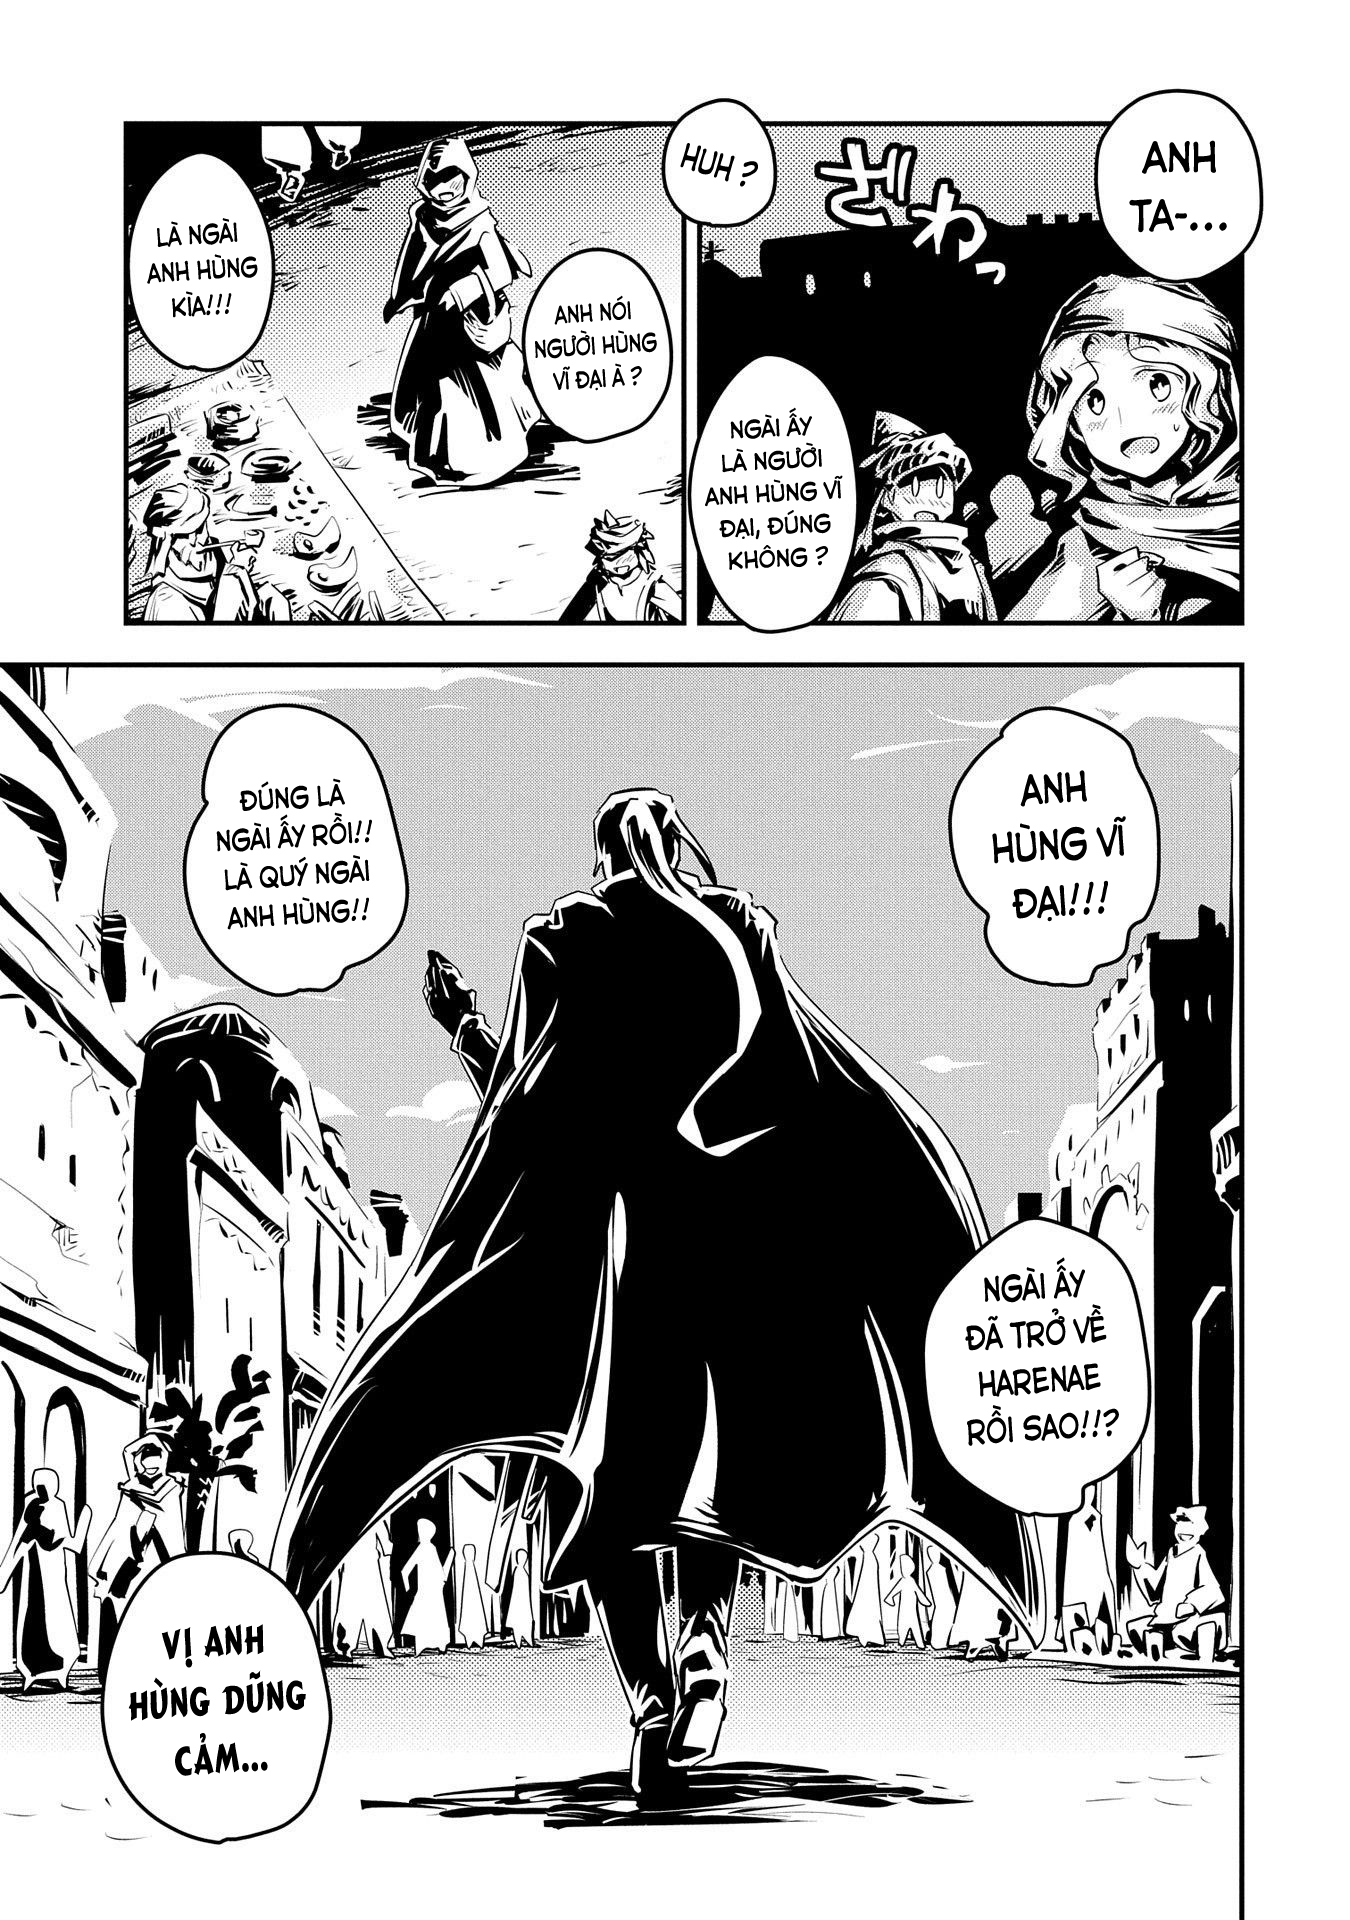 ANH
TA-...
ざわっ
NGÀI ẤY
LÀ NGƯỜI
ANH HÙNG VĨ
ĐẠI, ĐÚNG
KHÔNG ?
HUH ?
ANH NÓI
NGƯỜI HÙNG
VĨ ĐẠI À ?
LÀ NGÀI
ANH HÙNG
KÌA!!!
ANH
HÙNG VĨ
ĐẠI!!!
ĐÚNG LÀ
NGÀI ẤY RỒI!!
LÀ QUÝ NGÀI
ANH HÙNG!!
NGÀI ẤY
ĐÃ TRỞ VỀ
HARENAE
RỒI SAO!!?
VỊ ANH
HÙNG DŨNG
CẢM...